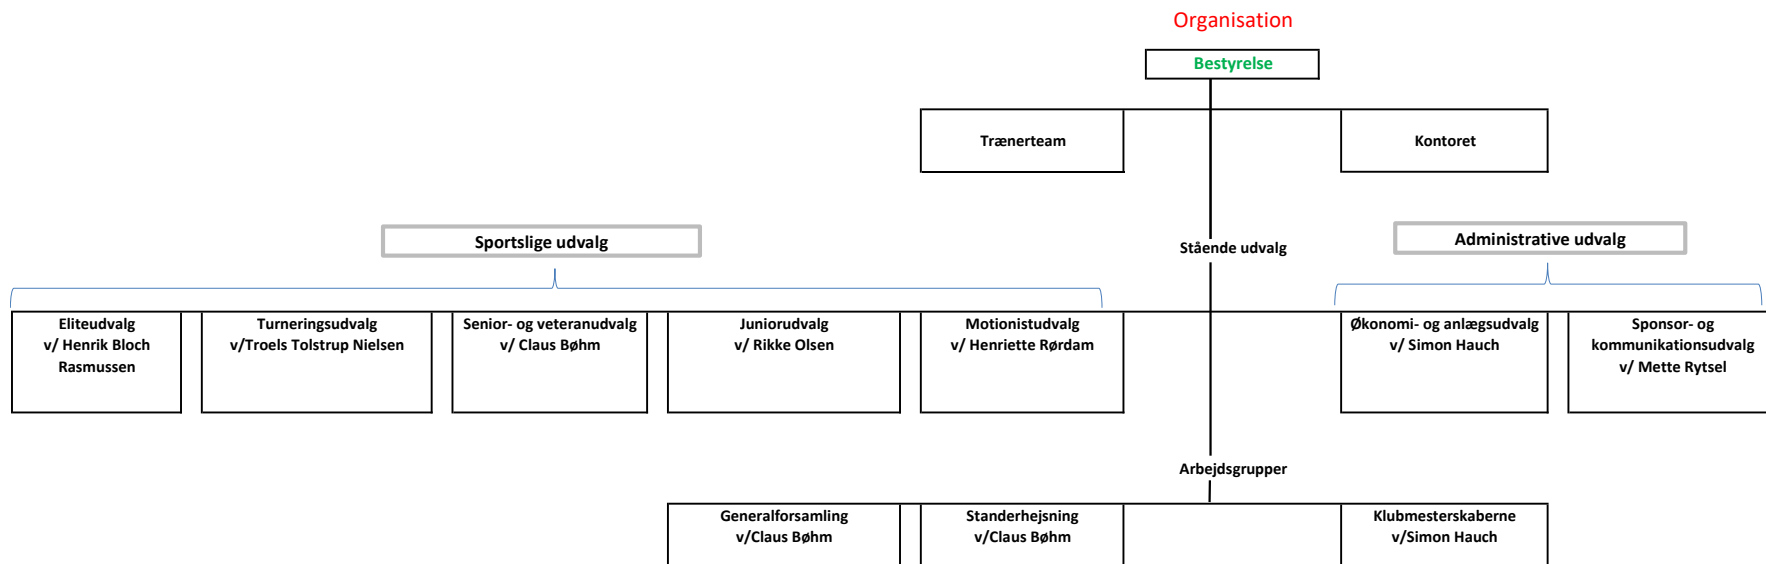 Organisation
Bestyrelse
Trænerteam
Kontoret
Sportslige udvalg
Stående udvalg
Administrative udvalg
Eliteudvalg
v/ Henrik Bloch
Rasmussen
Turneringsudvalg
v/Troels Tolstrup Nielsen
Senior- og veteranudvalg
v/ Claus Bøhm
Juniorudvalg
v/ Rikke Olsen
Motionistudvalg
v/ Henriette Rørdam
Økonomi- og anlægsudvalg
v/ Simon Hauch
Sponsor- og
kommunikationsudvalg
v/ Mette Rytsel
Arbejdsgrupper
Generalforsamling
v/Claus Bøhm
Standerhejsning
v/Claus Bøhm
Klubmesterskaberne
v/Simon Hauch